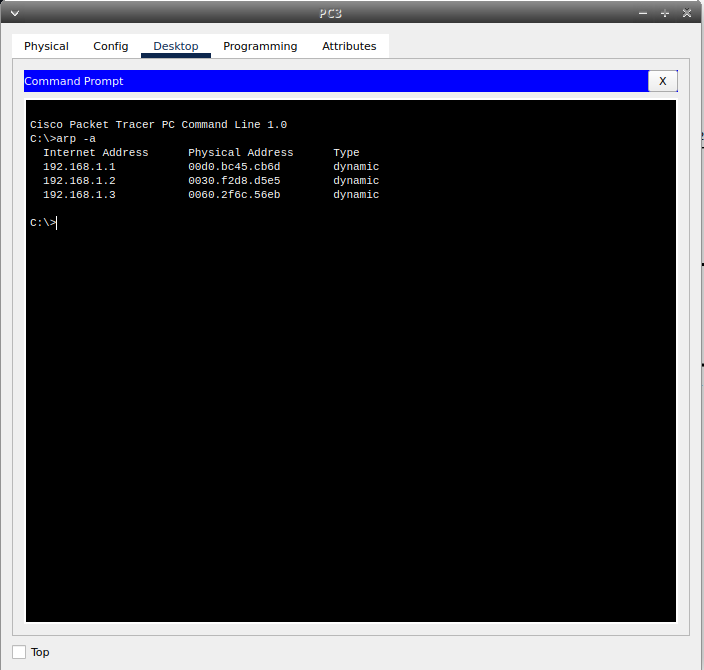 PC3
Physical Config Desktop Programming Attributes
Command Prompt X
Cisco Packet Tracer PC Command Line 1.0
C:\>arp -a
Internet Address Physical Address Type
192.168.1.1 00d0.bc45.cb6d dynamic
192.168.1.2 0030.f2d8.d5e5 dynamic
192.168.1.3 0060.2f6c.56eb dynamic
C:\>
Top